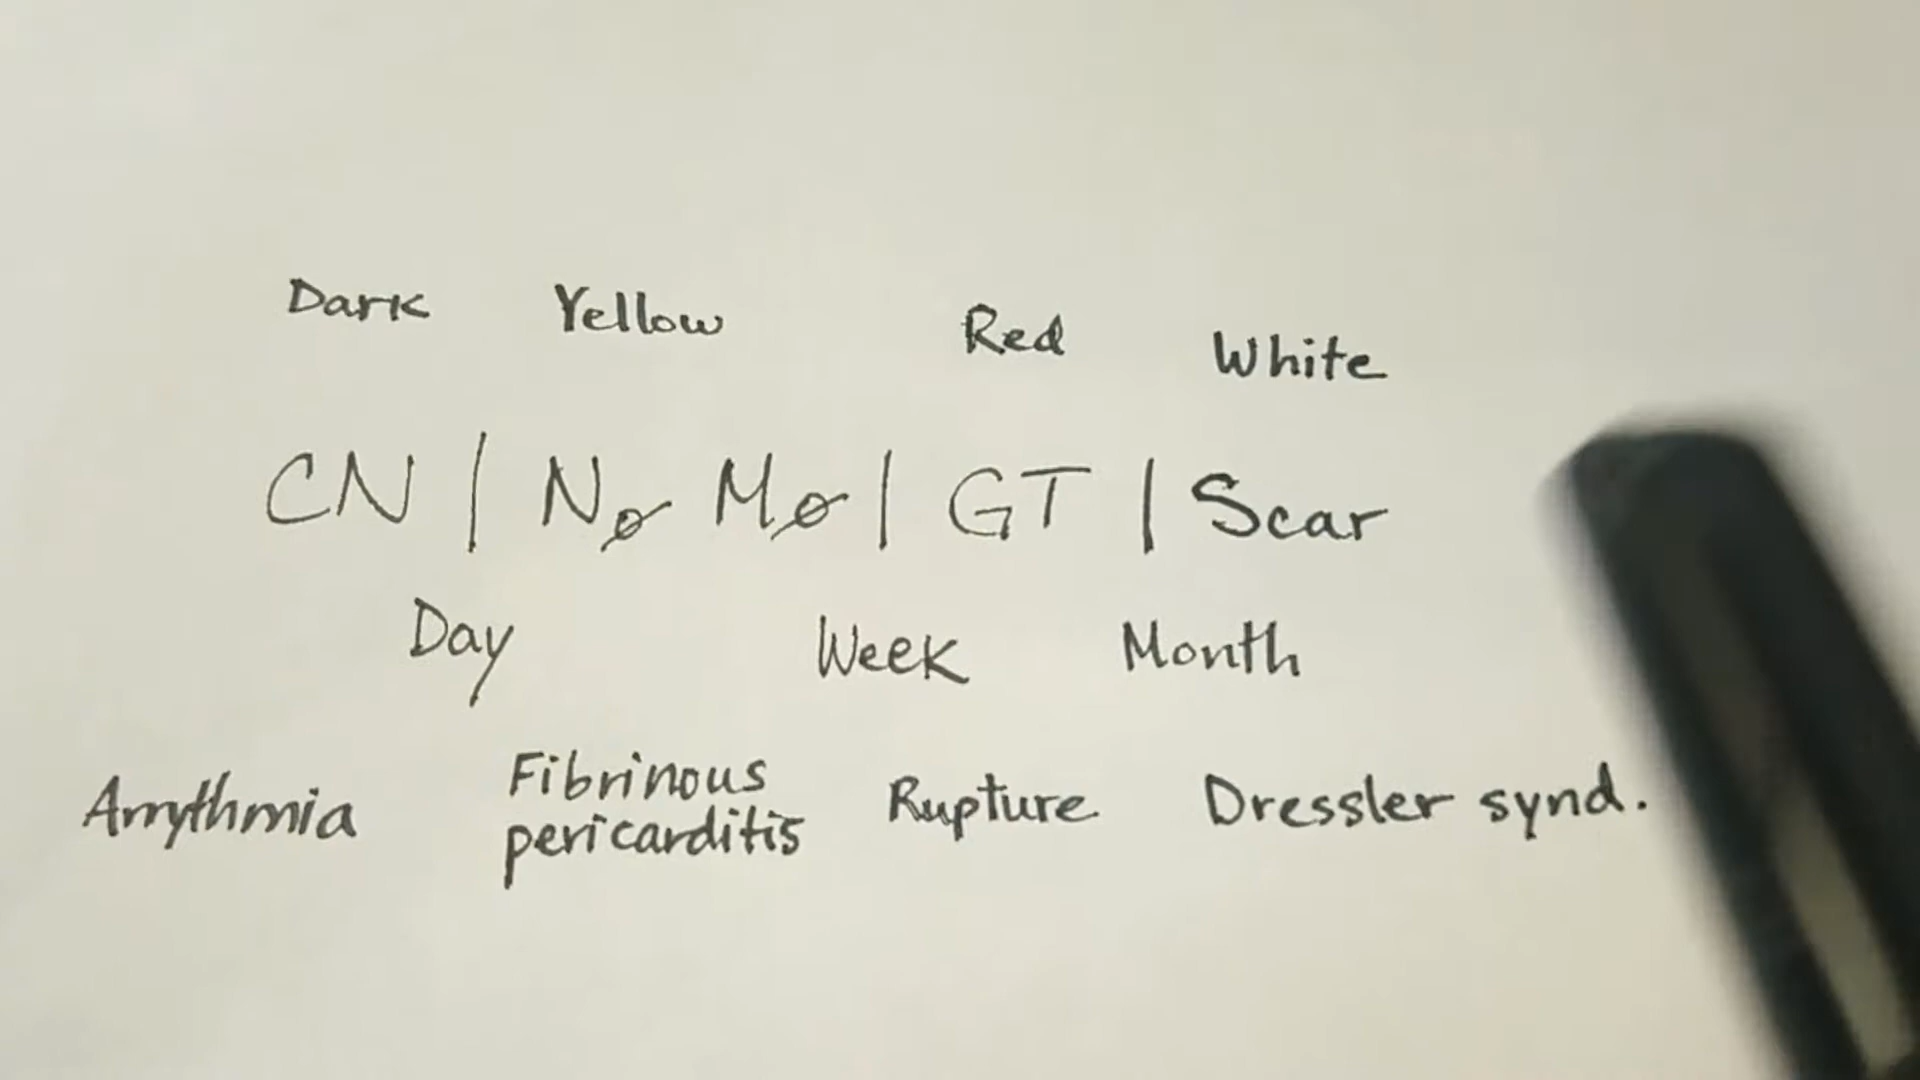 Dark Yellow Red White
CN | Nø Mø | GT | Scar
Day Week Month
Arrythmia Fibrinous pericarditis Rupture Dressler synd.